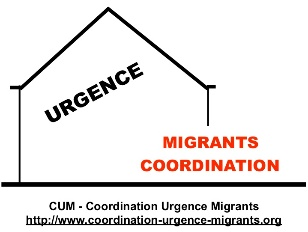 URGENCE
MIGRANTS
COORDINATION
CUM - Coordination Urgence Migrants
http://www.coordination-urgence-migrants.org